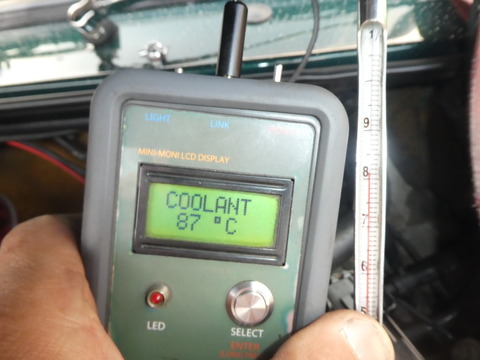 LIGHT LINK
MINI-MONI LCD DISPLAY
COOLANT
87 °C
LED
SELECT
ENTER
1
9
8
7
6